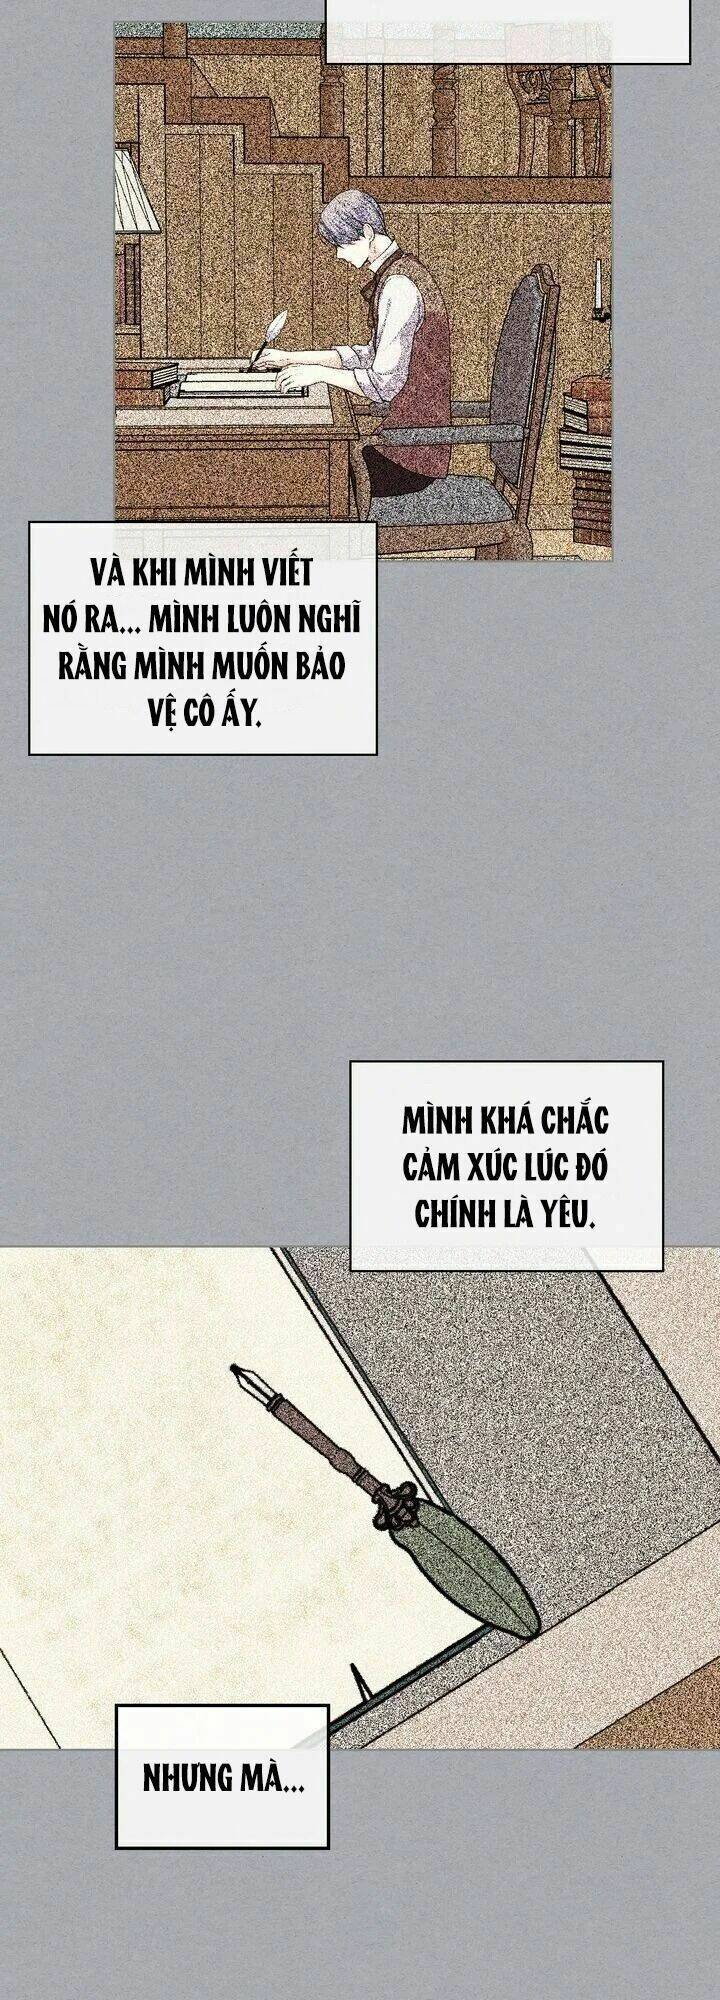 VÀ KHI MÌNH VIẾT
NÓ RA... MÌNH LUÔN NGHĨ
RẰNG MÌNH MUỐN BẢO
VỆ CÔ ẤY.
MÌNH KHÁ CHẮC
CẢM XÚC LÚC ĐÓ
CHÍNH LÀ YÊU.
NHƯNG MÀ...